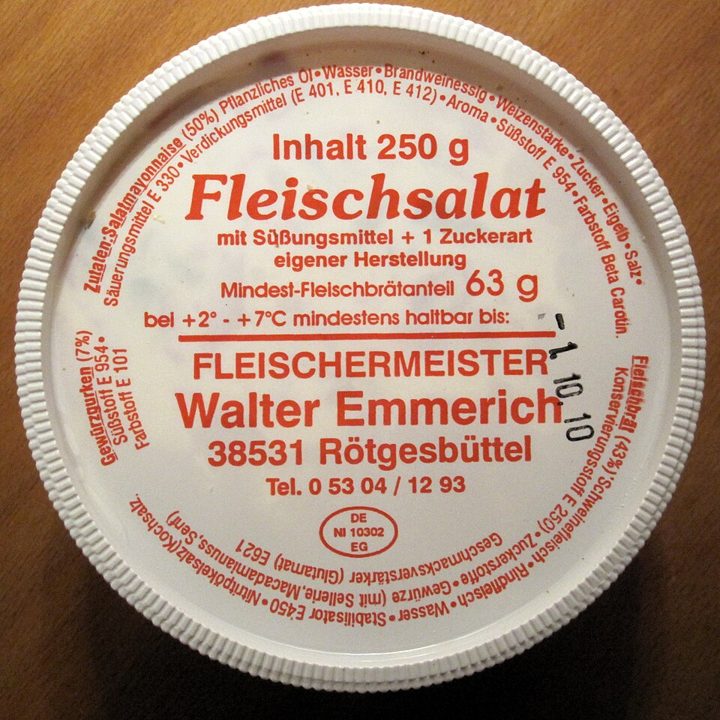 Zutaten: Salatmayonnaise (50%) Pflanzliches Öl • Wasser • Brandweinessig • Weizenstärke • Zucker • Eigelb • Salz •
Säuerungsmittel E 330 • Verdickungsmittel (E 401, E 410, E 412) • Aroma • Süßstoff E 954 • Farbstoff Beta Carotin.
Inhalt 250 g
Fleischsalat
mit Süßungsmittel + 1 Zuckerart
eigener Herstellung
Mindest-Fleischbrätanteil 63 g
bei +2° - +7°C mindestens haltbar bis:
- 1. 10. 10
FLEISCHERMEISTER
Walter Emmerich
38531 Rötgesbüttel
Tel. 0 53 04 / 12 93
DE
NI 10302
EG
Gewürzgurken (7%)
Süßstoff E 954 •
Farbstoff E 101
Fleischbrät (43%) Schweinefleisch • Rindfleisch • Wasser • Stabilisator E450 • Nitritpökelsalz(Kochsalz,
Konservierungsstoff E 250) • Zuckerstoffe • Gewürze (mit Sellerie,Macadamianuss,Senf)
Geschmacksverstärker (Glutamat) E621